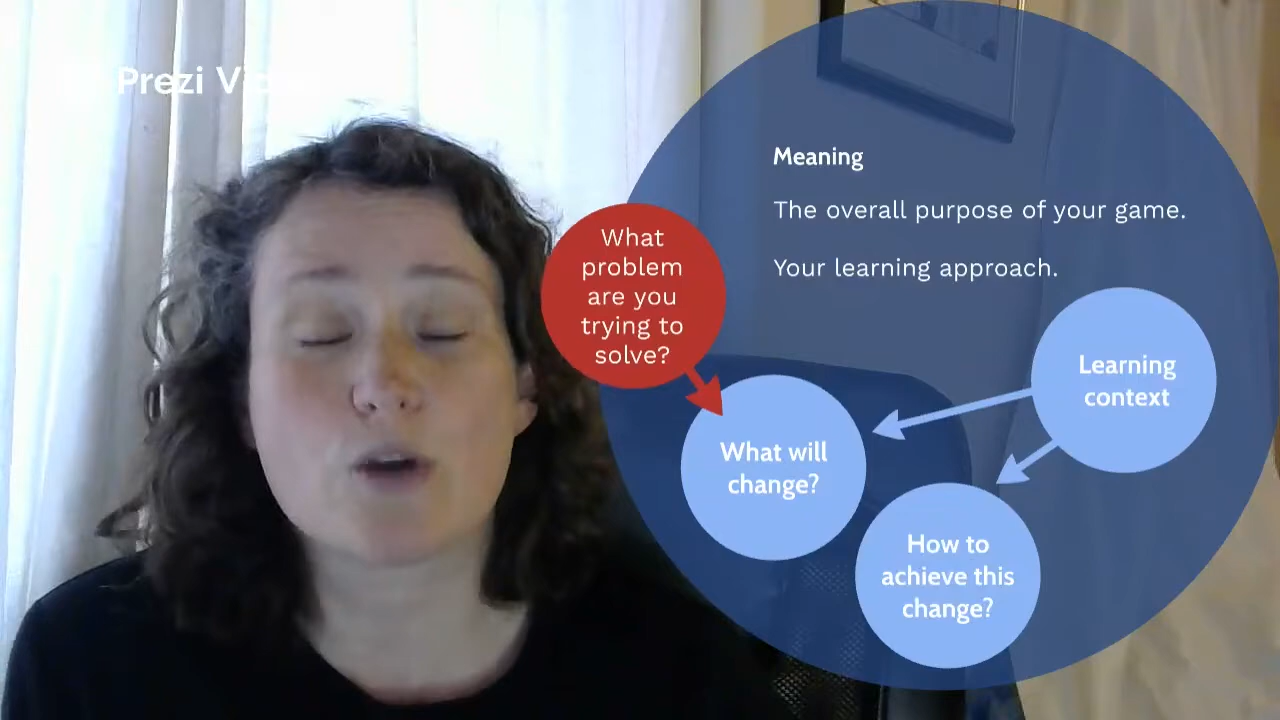 Prezi
Meaning
The overall purpose of your game.
Your learning approach.
What
problem
are you
trying to
solve?
Learning
context
What will
change?
How to
achieve this
change?